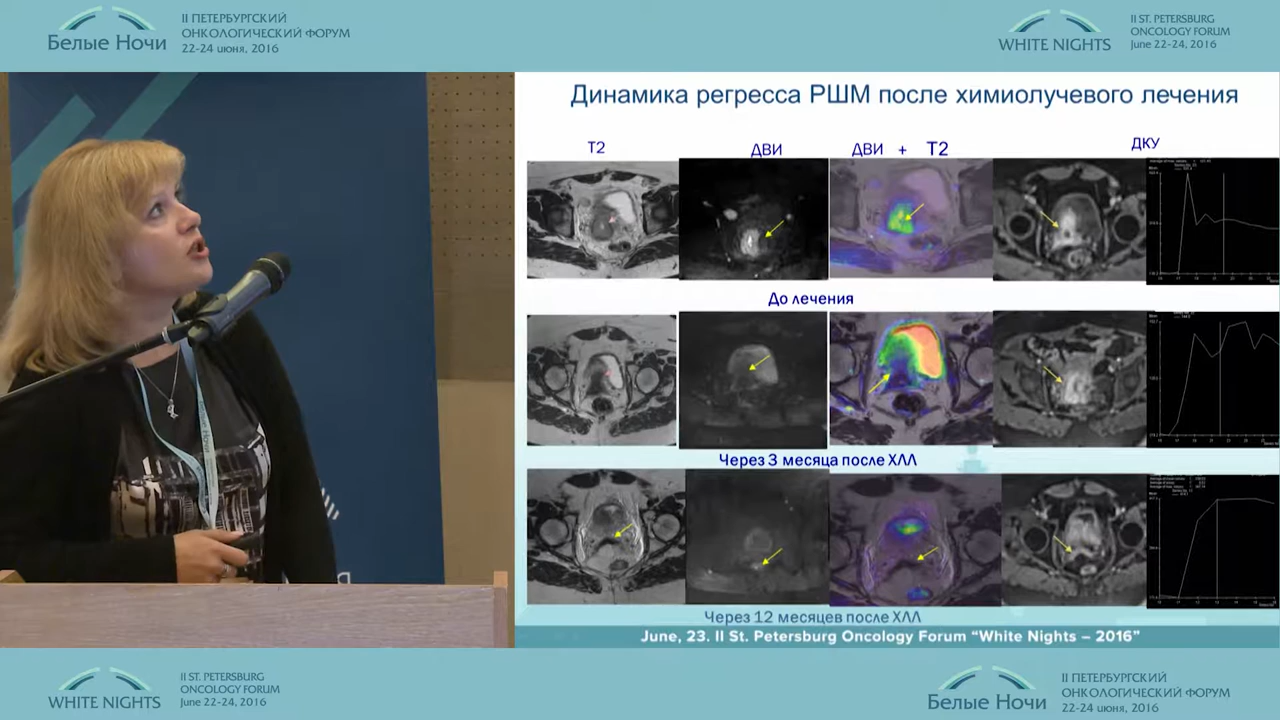 II ПЕТЕРБУРГСКИЙ
ОНКОЛОГИЧЕСКИЙ ФОРУМ
Белые Ночи
22-24 июня, 2016
II ST. PETERSBURG
ONCOLOGY FORUM
WHITE NIGHTS
June 22-24, 2016
Динамика регресса РШМ после химиолучевого лечения
T2
ДВИ
ДВИ + T2
ДКУ
До лечения
Через 3 месяца после ХЛЛ
Через 12 месяцев после ХЛЛ
June, 23. II St. Petersburg Oncology Forum “White Nights – 2016”
II ST. PETERSBURG
ONCOLOGY FORUM
WHITE NIGHTS
June 22-24, 2016
II ПЕТЕРБУРГСКИЙ
ОНКОЛОГИЧЕСКИЙ ФОРУМ
Белые Ночи
22-24 июня, 2016